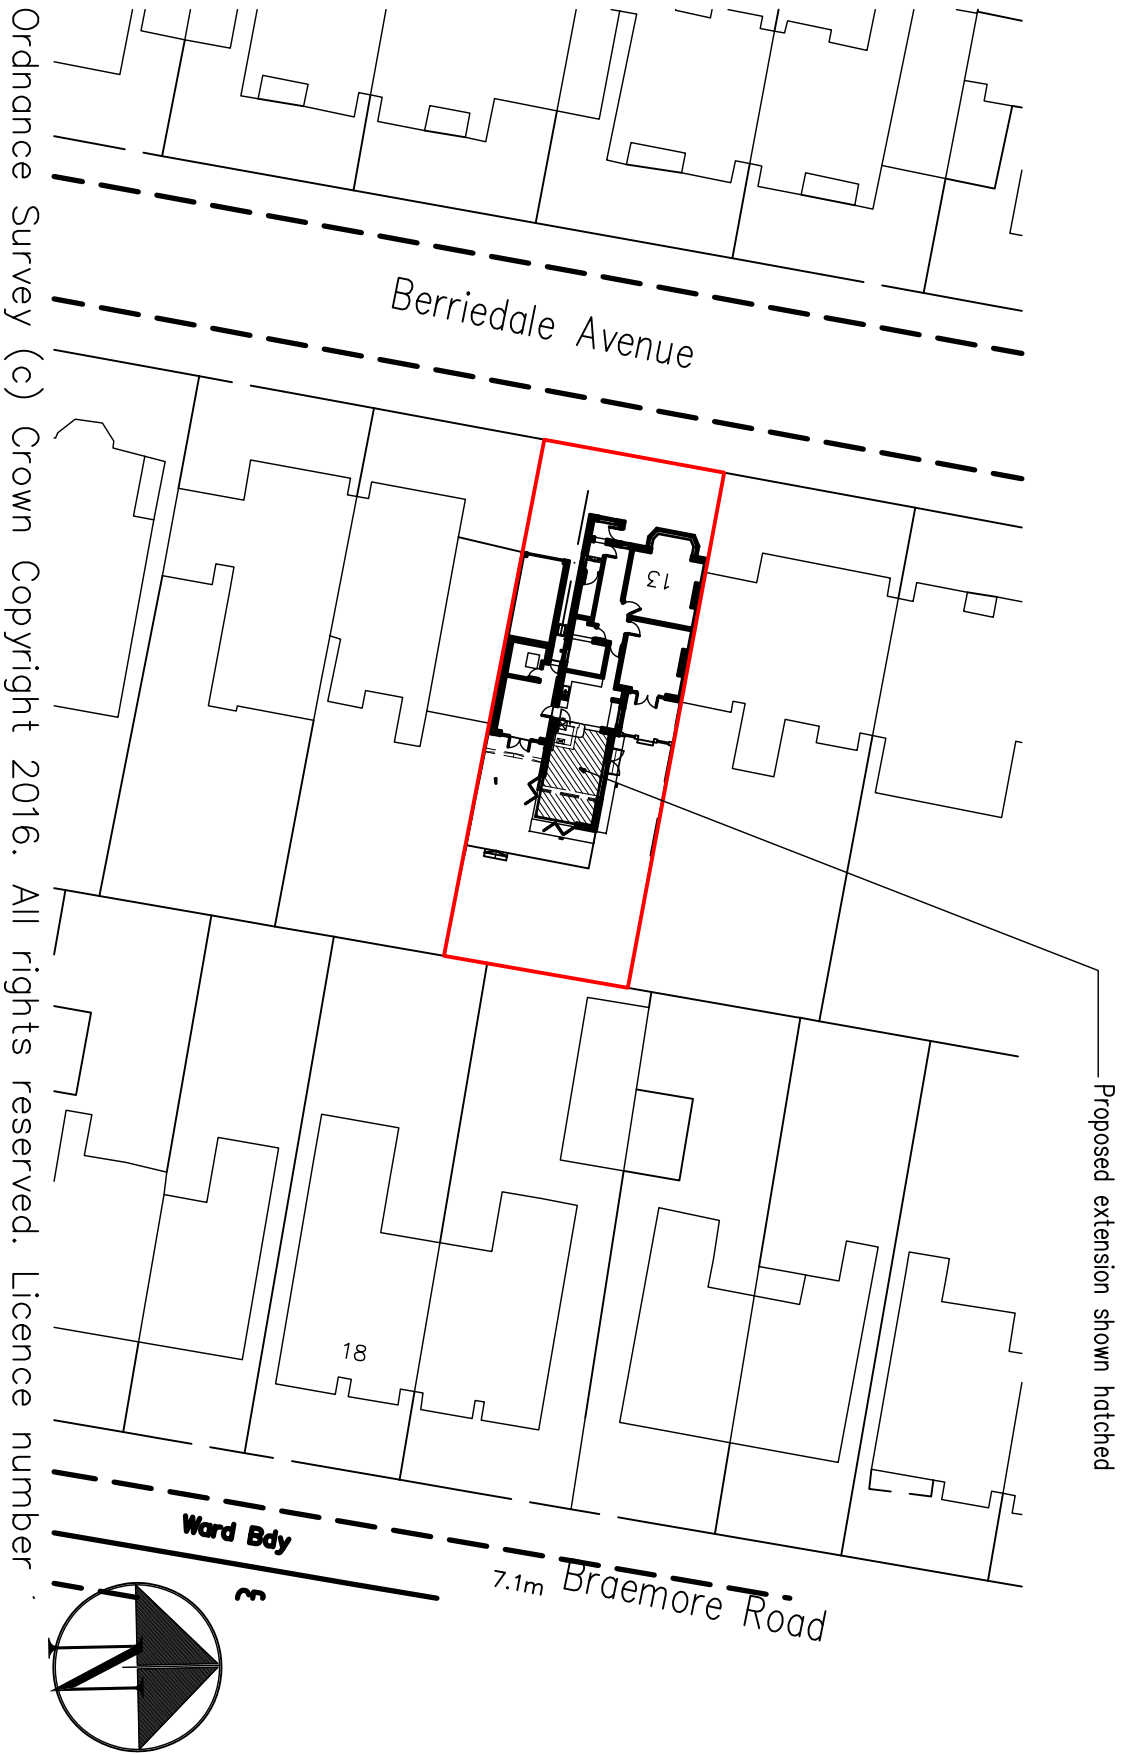 Berriedale Avenue
13
Proposed extension shown hatched
18
Ward Bdy
7.1m
Braemore Road
N
Ordnance Survey (c) Crown Copyright 2016. All rights reserved. Licence number